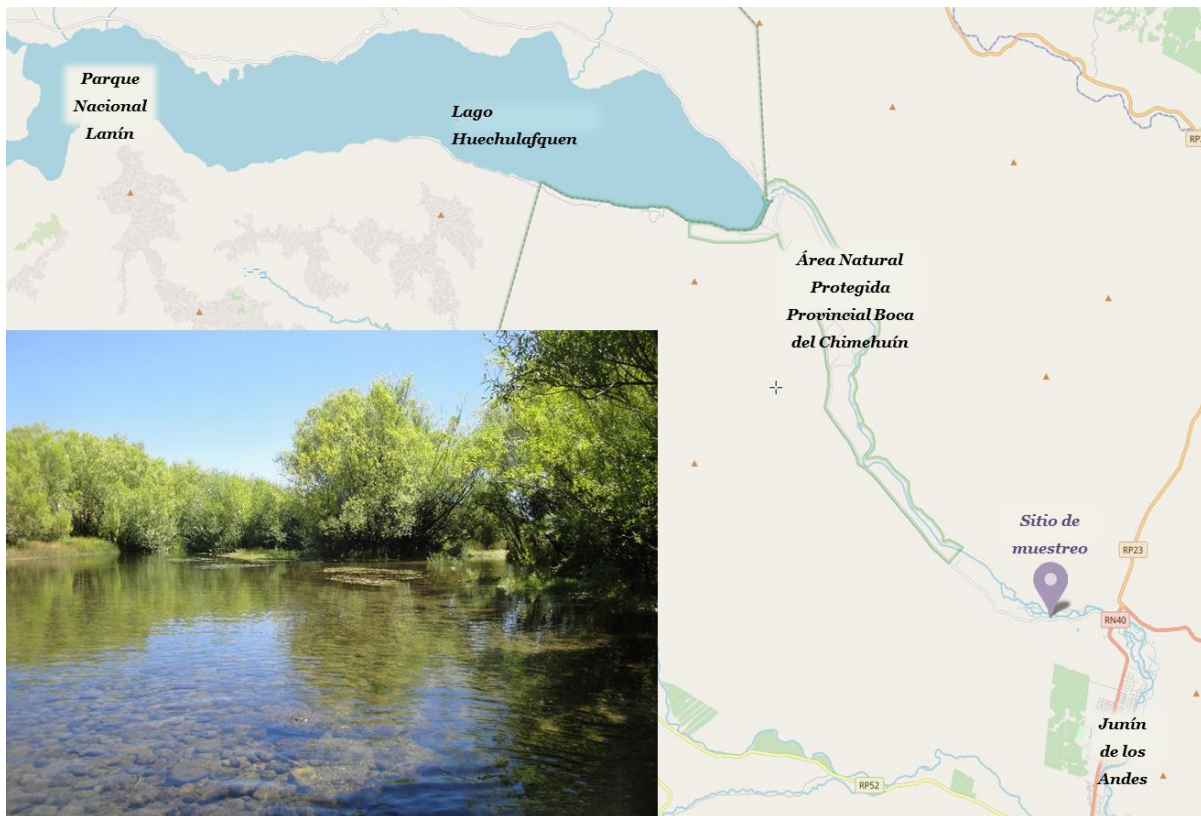 Parque
Nacional
Lanín
Lago
Huechulafquen
Área Natural
Protegida
Provincial Boca
del Chimehuín
Sitio de
muestreo
RP23
RN40
Junín
de los
Andes
RP52